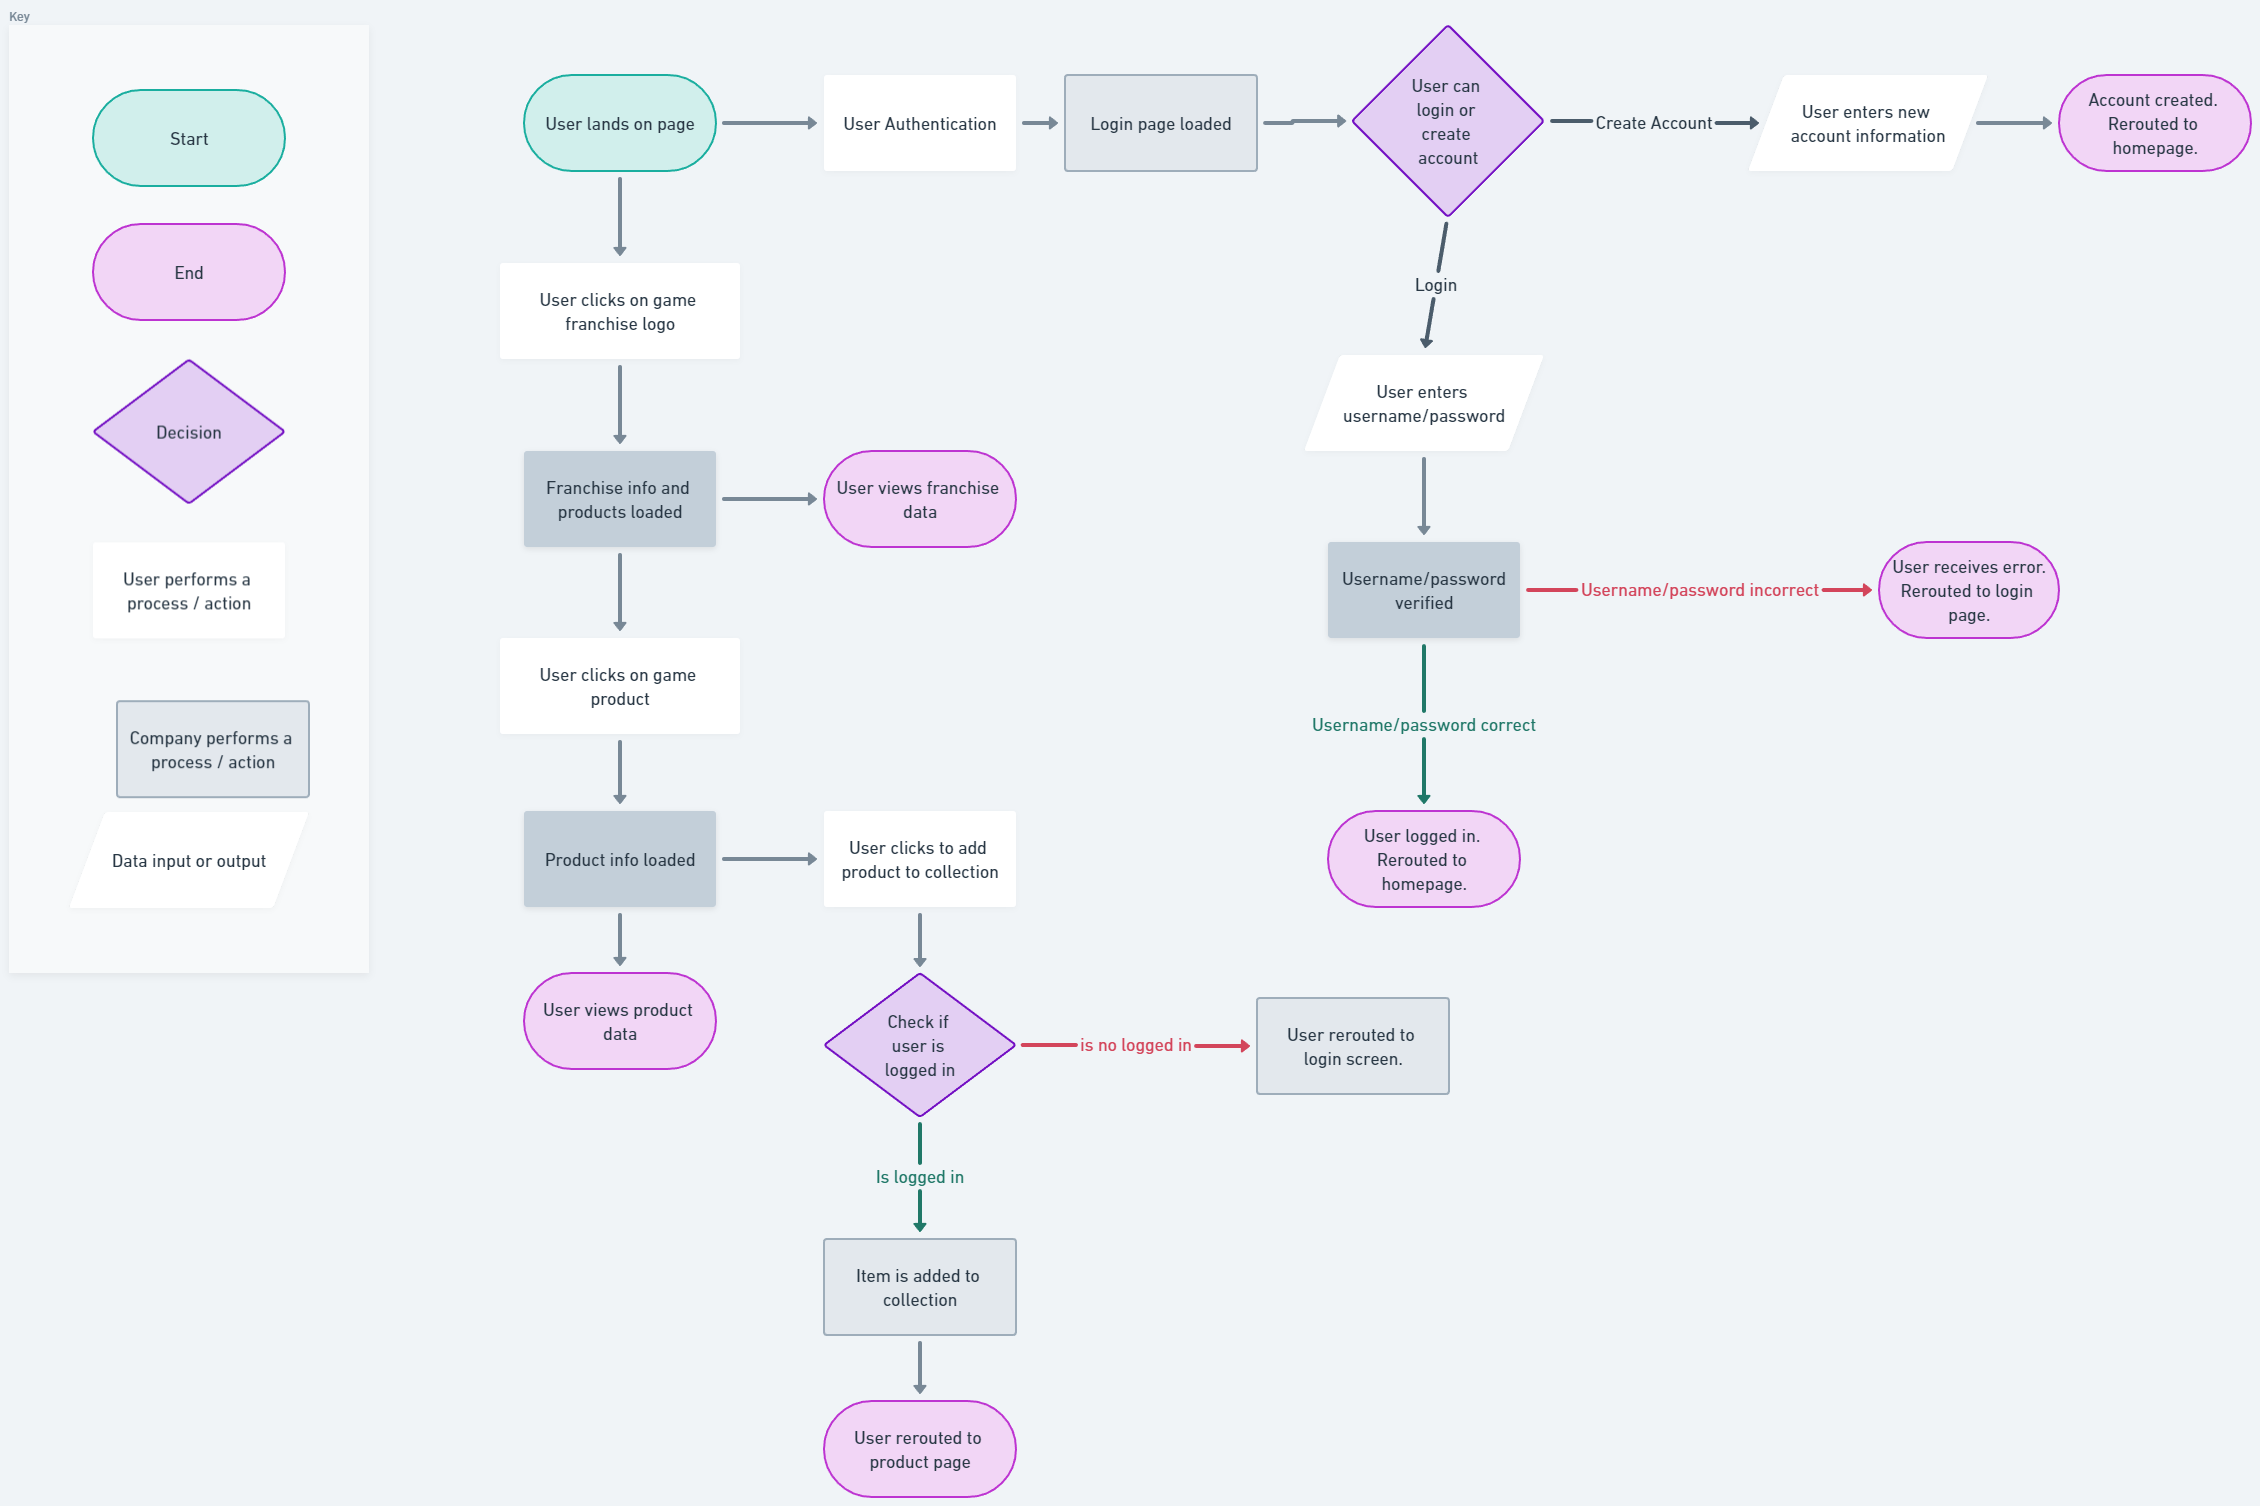 Key
Start
End
Decision
User performs a
process / action
Company performs a
process / action
Data input or output
User lands on page
User Authentication
Login page loaded
User can
login or
create
account
Create Account
User enters new
account information
Account created.
Rerouted to
homepage.
User clicks on game
franchise logo
Login
User enters
username/password
Franchise info and
products loaded
User views franchise
data
Username/password
verified
Username/password incorrect
User receives error.
Rerouted to login
page.
User clicks on game
product
Username/password correct
Product info loaded
User clicks to add
product to collection
User logged in.
Rerouted to
homepage.
User views product
data
Check if
user is
logged in
is no logged in
User rerouted to
login screen.
Is logged in
Item is added to
collection
User rerouted to
product page